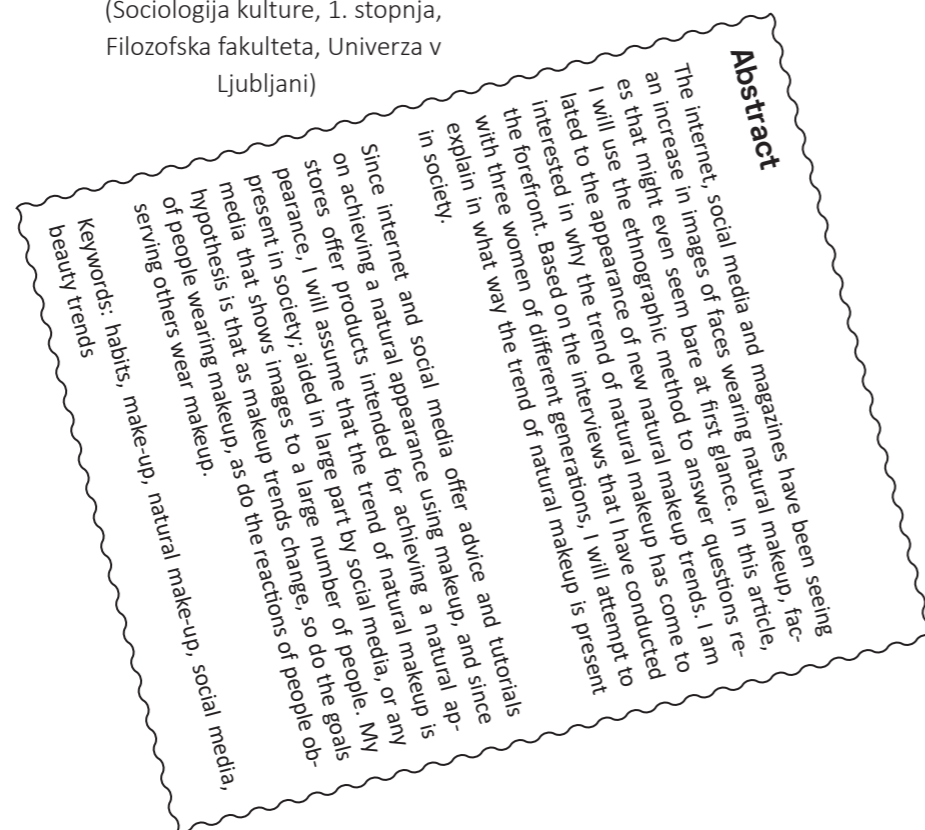 (Sociologija kulture, 1. stopnja,
Filozofska fakulteta, Univerza v
Ljubljani)
Abstract
The internet, social media and magazines have been seeing
an increase in images of faces wearing natural makeup, fac-
es that might even seem bare at first glance. In this article,
I will use the ethnographic method to answer questions re-
lated to the appearance of new natural makeup trends. I am
interested in why the trend of natural makeup has come to
the forefront. Based on the interviews that I have conducted
with three women of different generations, I will attempt to
explain in what way the trend of natural makeup is present
in society.
Since internet and social media offer advice and tutorials
on achieving a natural appearance using makeup, and since
stores offer products intended for achieving a natural ap-
pearance, I will assume that the trend of natural makeup is
present in society; aided in large part by social media, or any
media that shows images to a large number of people. My
hypothesis is that as makeup trends change, so do the goals
of people wearing makeup, as do the reactions of people ob-
serving others wear makeup.
Keywords: habits, make-up, natural make-up, social media,
beauty trends